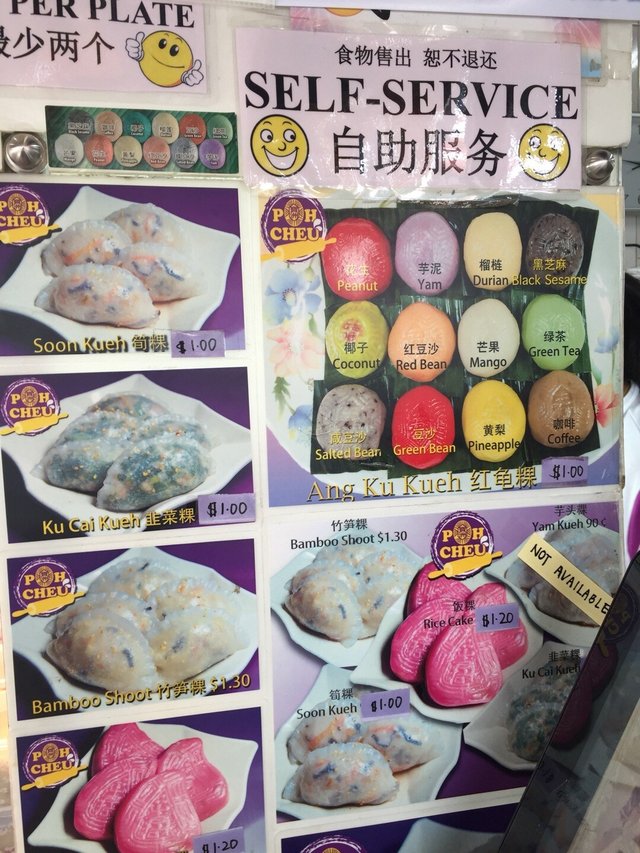 PER PLATE
最少两个
食物售出 恕不退还
SELF-SERVICE
自助服务
POH
CHEU
Soon Kueh 筍粿 $1.00
POH
CHEU
Ku Cai Kueh 韭菜粿 $1.00
POH
CHEU
Bamboo Shoot 竹笋粿 $1.30
POH
CHEU
$1.20
POH
CHEU
花生
Peanut
芋泥
Yam
榴梿
Durian
黑芝麻
Black Sesame
椰子
Coconut
红豆沙
Red Bean
芒果
Mango
绿茶
Green Tea
咸豆沙
Salted Bean
豆沙
Green Bean
黄梨
Pineapple
咖啡
Coffee
Ang Ku Kueh 红龟粿 $1.00
竹笋粿
Bamboo Shoot $1.30
POH
CHEU
芋头粿
Yam Kueh 90¢
NOT AVAILABLE
饭粿
Rice Cake $1.20
韭菜粿
Ku Cai Kueh
筍粿
Soon Kueh $1.00
POH